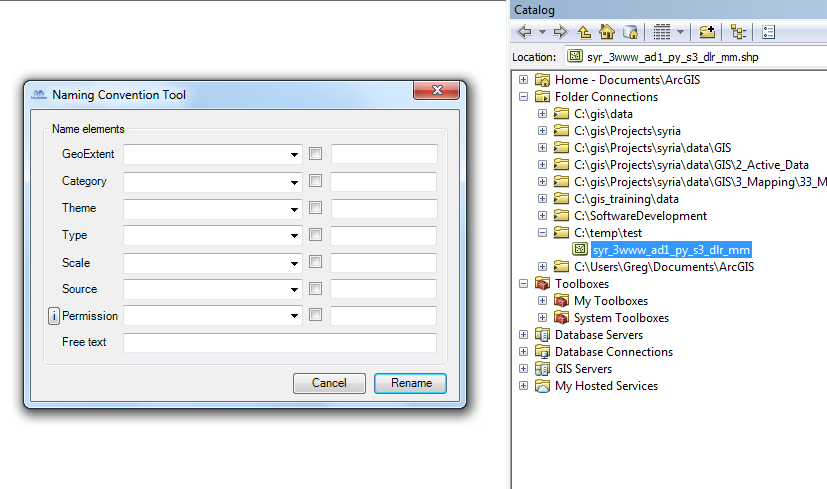 Naming Convention Tool
Name elements
GeoExtent
Category
Theme
Type
Scale
Source
i Permission
Free text
Cancel Rename
Catalog
Location: syr_3www_ad1_py_s3_dlr_mm.shp
Home - Documents\ArcGIS
Folder Connections
C:\gis\data
C:\gis\Projects\syria
C:\gis\Projects\syria\data\GIS
C:\gis\Projects\syria\data\GIS\2_Active_Data
C:\gis\Projects\syria\data\GIS\3_Mapping\33_M
C:\gis_training\data
C:\SoftwareDevelopment
C:\temp\test
syr_3www_ad1_py_s3_dlr_mm
C:\Users\Greg\Documents\ArcGIS
Toolboxes
My Toolboxes
System Toolboxes
Database Servers
Database Connections
GIS Servers
My Hosted Services